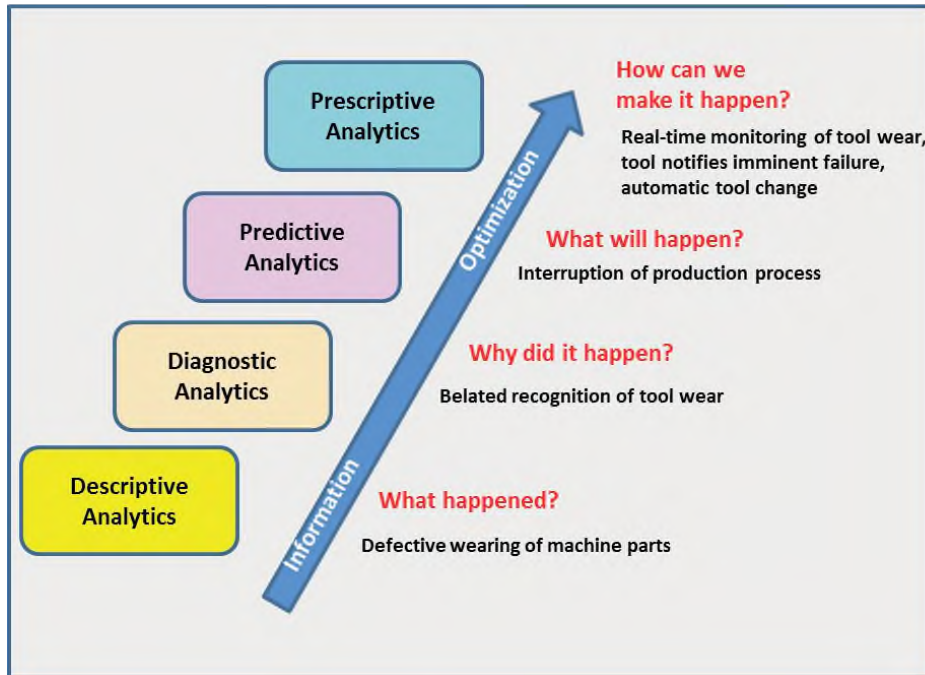 Prescriptive
Analytics
How can we
make it happen?
Real-time monitoring of tool wear,
tool notifies imminent failure,
automatic tool change
Predictive
Analytics
What will happen?
Interruption of production process
Diagnostic
Analytics
Why did it happen?
Belated recognition of tool wear
Descriptive
Analytics
What happened?
Defective wearing of machine parts
Information
Optimization